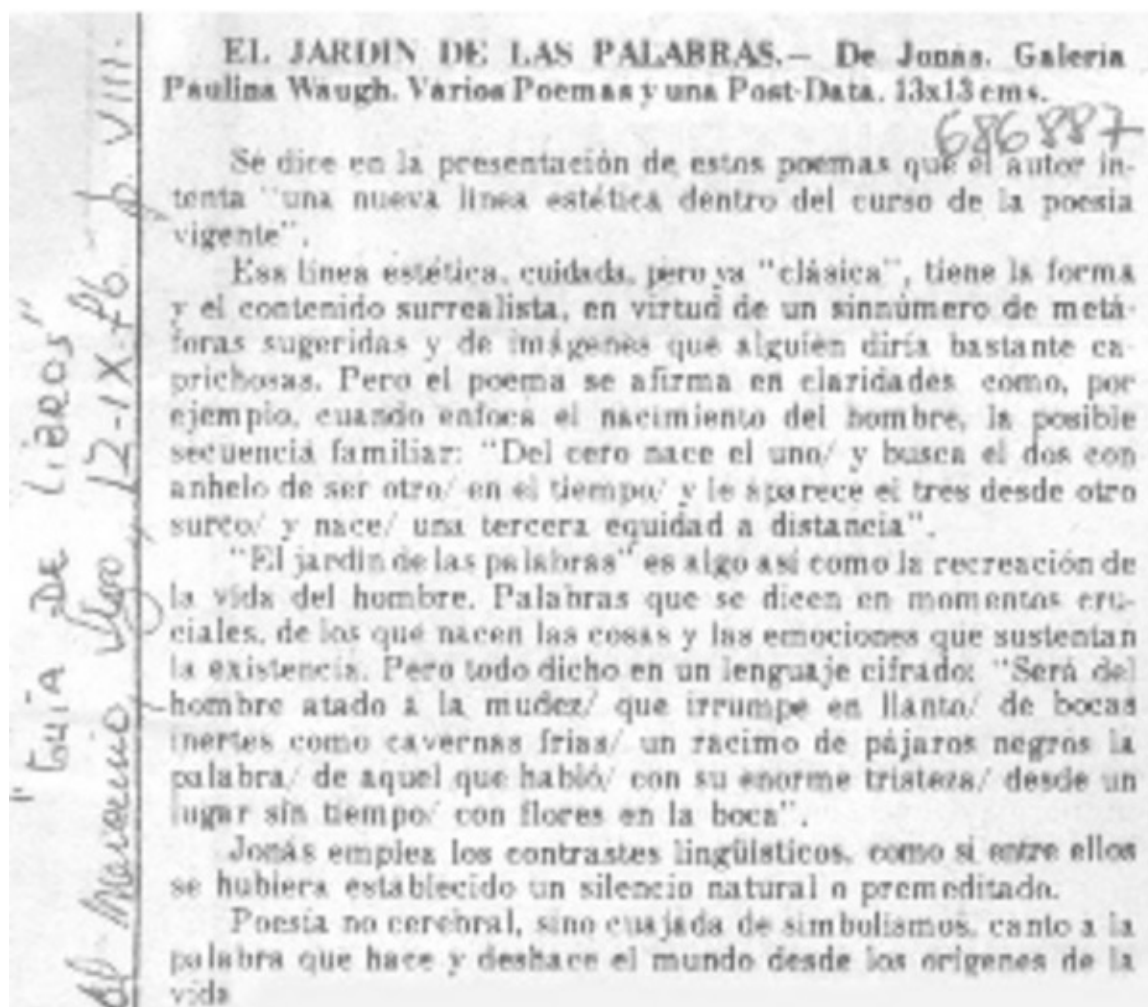 EL JARDIN DE LAS PALABRAS.— De Jonas. Galería
Paulina Waugh. Varios Poemas y una Post-Data. 13x13 cms.
686887
Se dice en la presentación de estos poemas que el autor in-
tenta "una nueva línea estética dentro del curso de la poesía
vigente".
Esa línea estética, cuidada, pero ya "clásica", tiene la forma
y el contenido surrealista, en virtud de un sinnúmero de metá-
foras sugeridas y de imágenes que alguien diría bastante ca-
prichosas. Pero el poema se afirma en claridades como, por
ejemplo, cuando enfoca el nacimiento del hombre, la posible
secuencia familiar: "Del cero nace el uno/ y busca el dos con
anhelo de ser otro/ en el tiempo/ y le aparece el tres desde otro
surco/ y nace/ una tercera equidad a distancia".
"El jardín de las palabras" es algo así como la recreación de
la vida del hombre. Palabras que se dicen en momentos cru-
ciales, de los que nacen las cosas y las emociones que sustentan
la existencia. Pero todo dicho en un lenguaje cifrado: "Será del
hombre atado a la mudez/ que irrumpe en llanto/ de bocas
inertes como cavernas frías/ un racimo de pájaros negros la
palabra/ de aquel que habló/ con su enorme tristeza/ desde un
lugar sin tiempo/ con flores en la boca".
Jonás emplea los contrastes lingüísticos, como si entre ellos
se hubiera establecido un silencio natural o premeditado.
Poesía no cerebral, sino cuajada de simbolismos, canto a la
palabra que hace y deshace el mundo desde los orígenes de la
vida
"GUIA DE LIBROS"
El Mercurio, 12-IX- p. VIII.